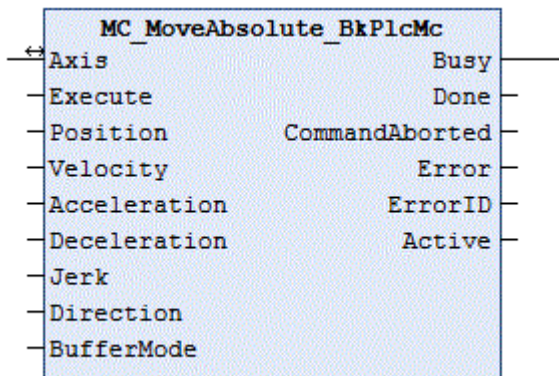 MC_MoveAbsolute_BkPlcMc
Axis Busy
Execute Done
Position CommandAborted
Velocity Error
Acceleration ErrorID
Deceleration Active
Jerk
Direction
BufferMode